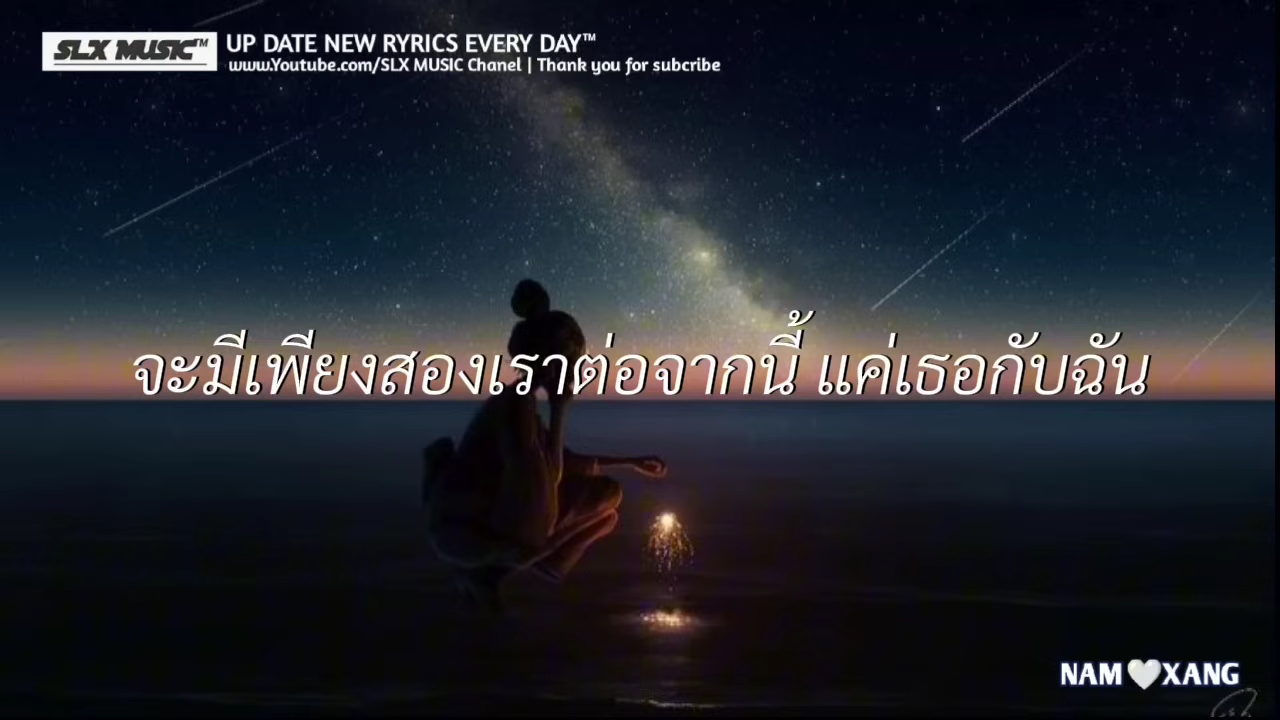 SLX MUSIC™
UP DATE NEW RYRICS EVERY DAY™
www.Youtube.com/SLX MUSIC Chanel | Thank you for subcribe
จะมีเพียงสองเราต่อจากนี้ แค่เธอกับฉัน
NAM🤍XANG